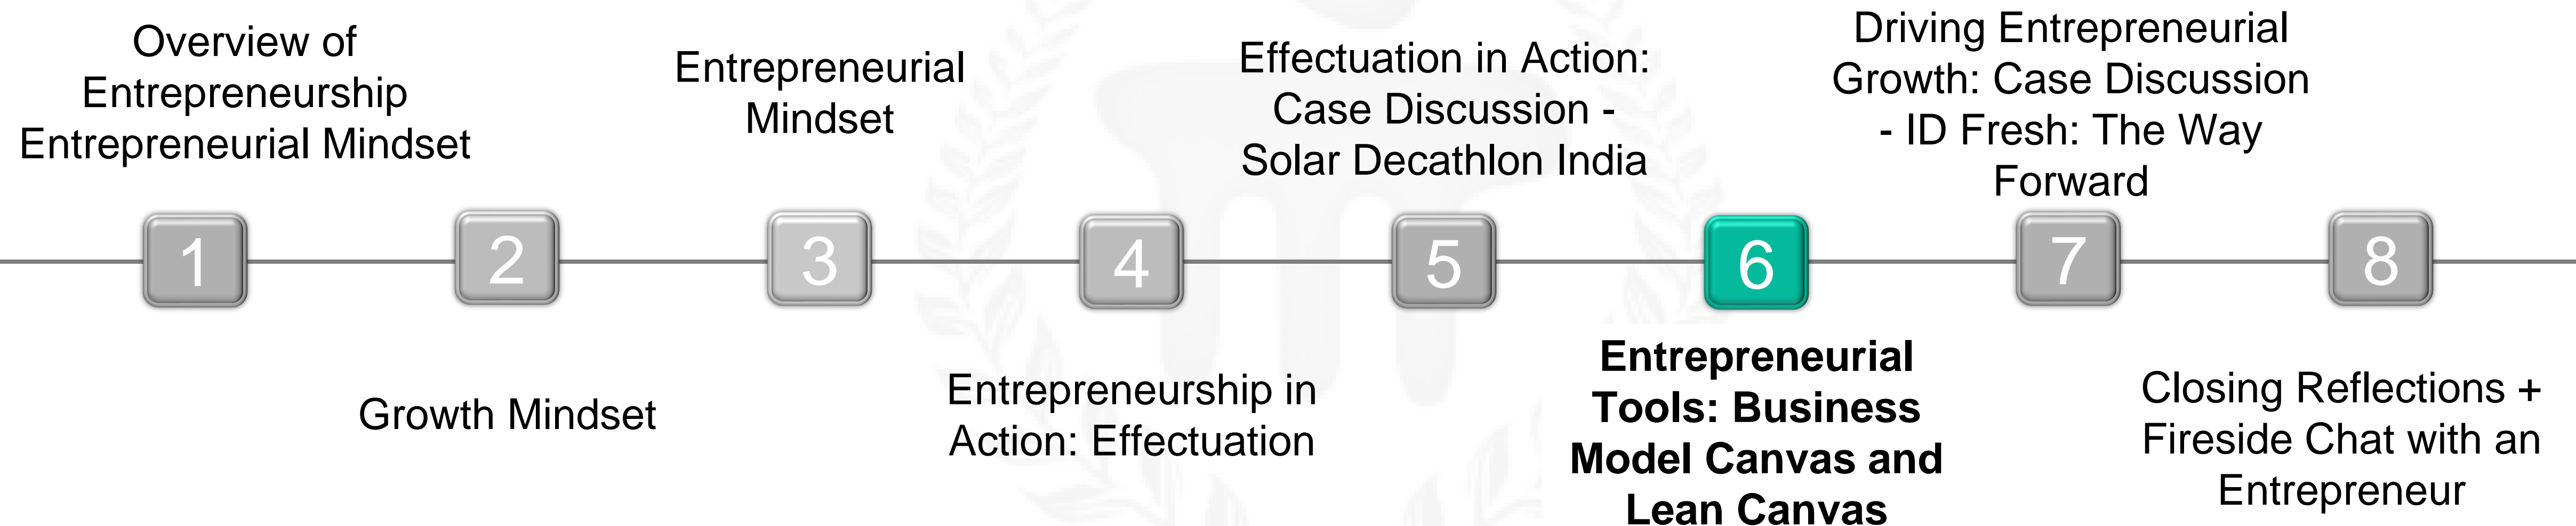 Overview of
Entrepreneurship
Entrepreneurial Mindset
1
Growth Mindset
2
Entrepreneurial
Mindset
3
Entrepreneurship in
Action: Effectuation
4
Effectuation in Action:
Case Discussion -
Solar Decathlon India
5
Entrepreneurial
Tools: Business
Model Canvas and
Lean Canvas
6
Driving Entrepreneurial
Growth: Case Discussion
- ID Fresh: The Way
Forward
7
Closing Reflections +
Fireside Chat with an
Entrepreneur
8